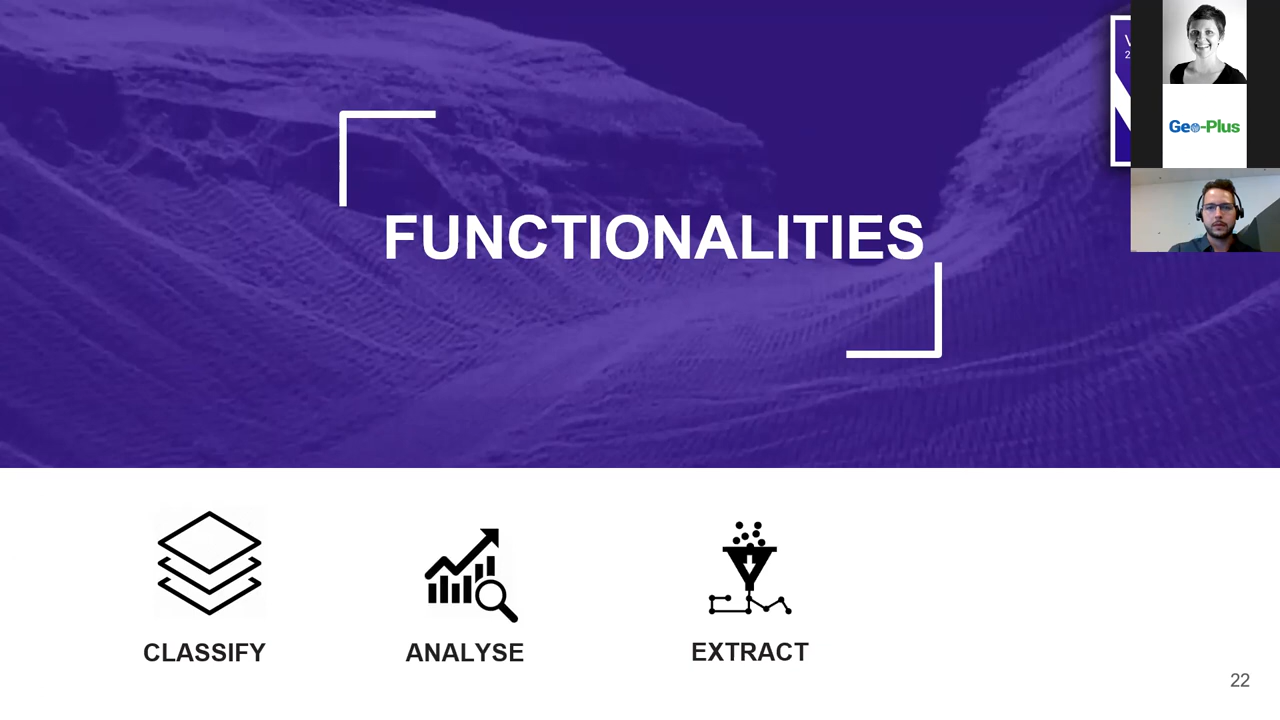 FUNCTIONALITIES
Geo-Plus
CLASSIFY
ANALYSE
EXTRACT
22